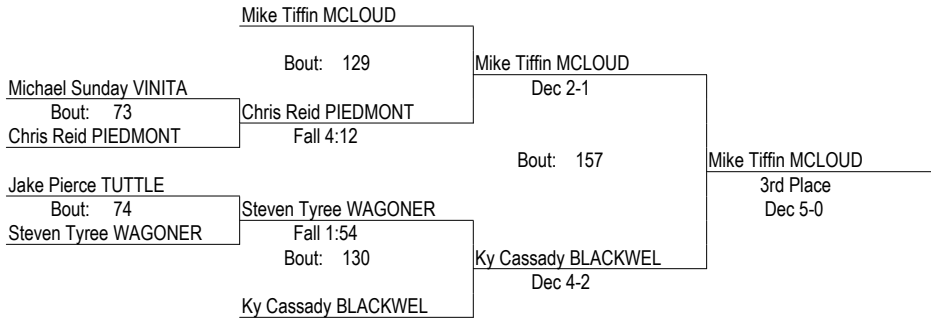 Mike Tiffin MCLOUD
Bout: 129
Mike Tiffin MCLOUD
Dec 2-1
Michael Sunday VINITA
Bout: 73
Chris Reid PIEDMONT
Chris Reid PIEDMONT
Fall 4:12
Bout: 157
Mike Tiffin MCLOUD
3rd Place
Dec 5-0
Jake Pierce TUTTLE
Bout: 74
Steven Tyree WAGONER
Steven Tyree WAGONER
Fall 1:54
Bout: 130
Ky Cassady BLACKWEL
Dec 4-2
Ky Cassady BLACKWEL